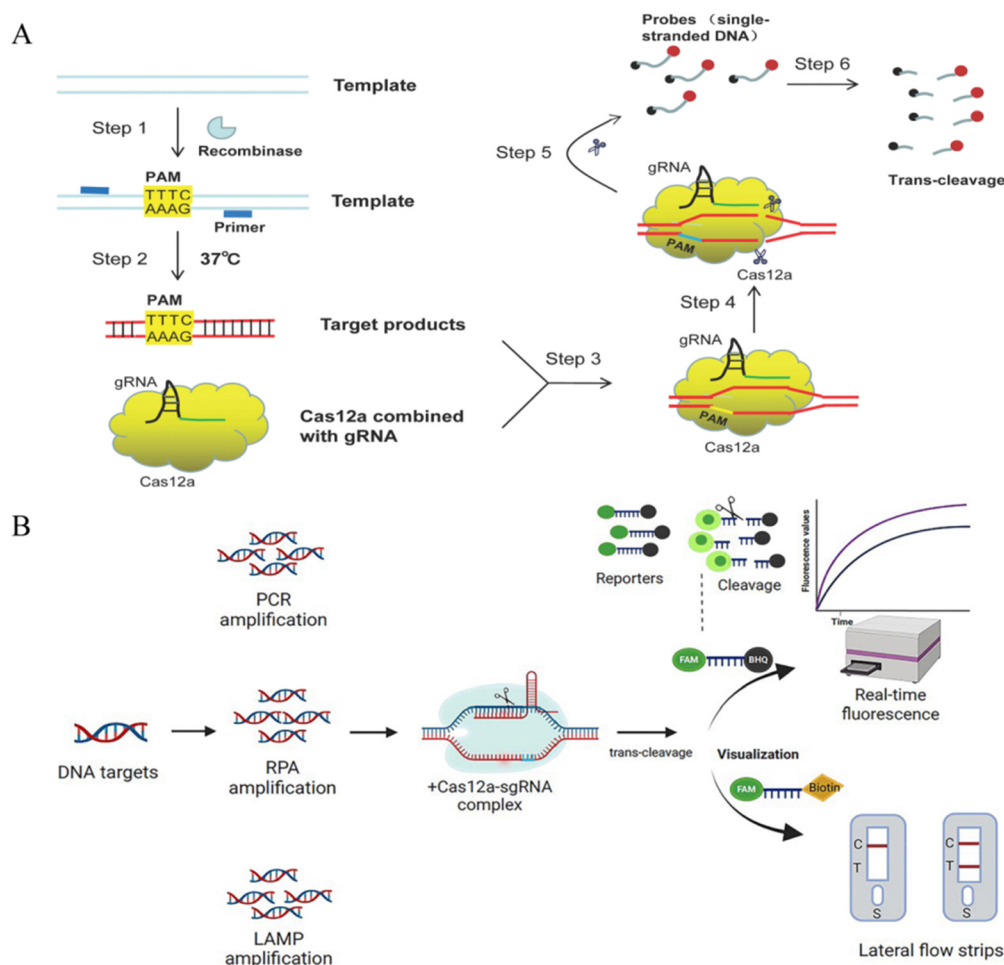 A
Template
Step 1
Recombinase
PAM
TTTC
AAAG
Template
Primer
Step 2
37°C
PAM
TTTC
AAAG
Target products
gRNA
Cas12a combined
with gRNA
Cas12a
Step 3
gRNA
PAM
Cas12a
Step 4
gRNA
PAM
Cas12a
Step 5
Probes （single-
stranded DNA）
Step 6
Trans-cleavage
B
DNA targets
PCR
amplification
RPA
amplification
LAMP
amplification
+Cas12a-sgRNA
complex
trans-cleavage
Reporters
Cleavage
FAM
BHQ
Fluorescence values
Time
Real-time
fluorescence
Visualization
FAM
Biotin
C
T
S
C
T
S
Lateral flow strips